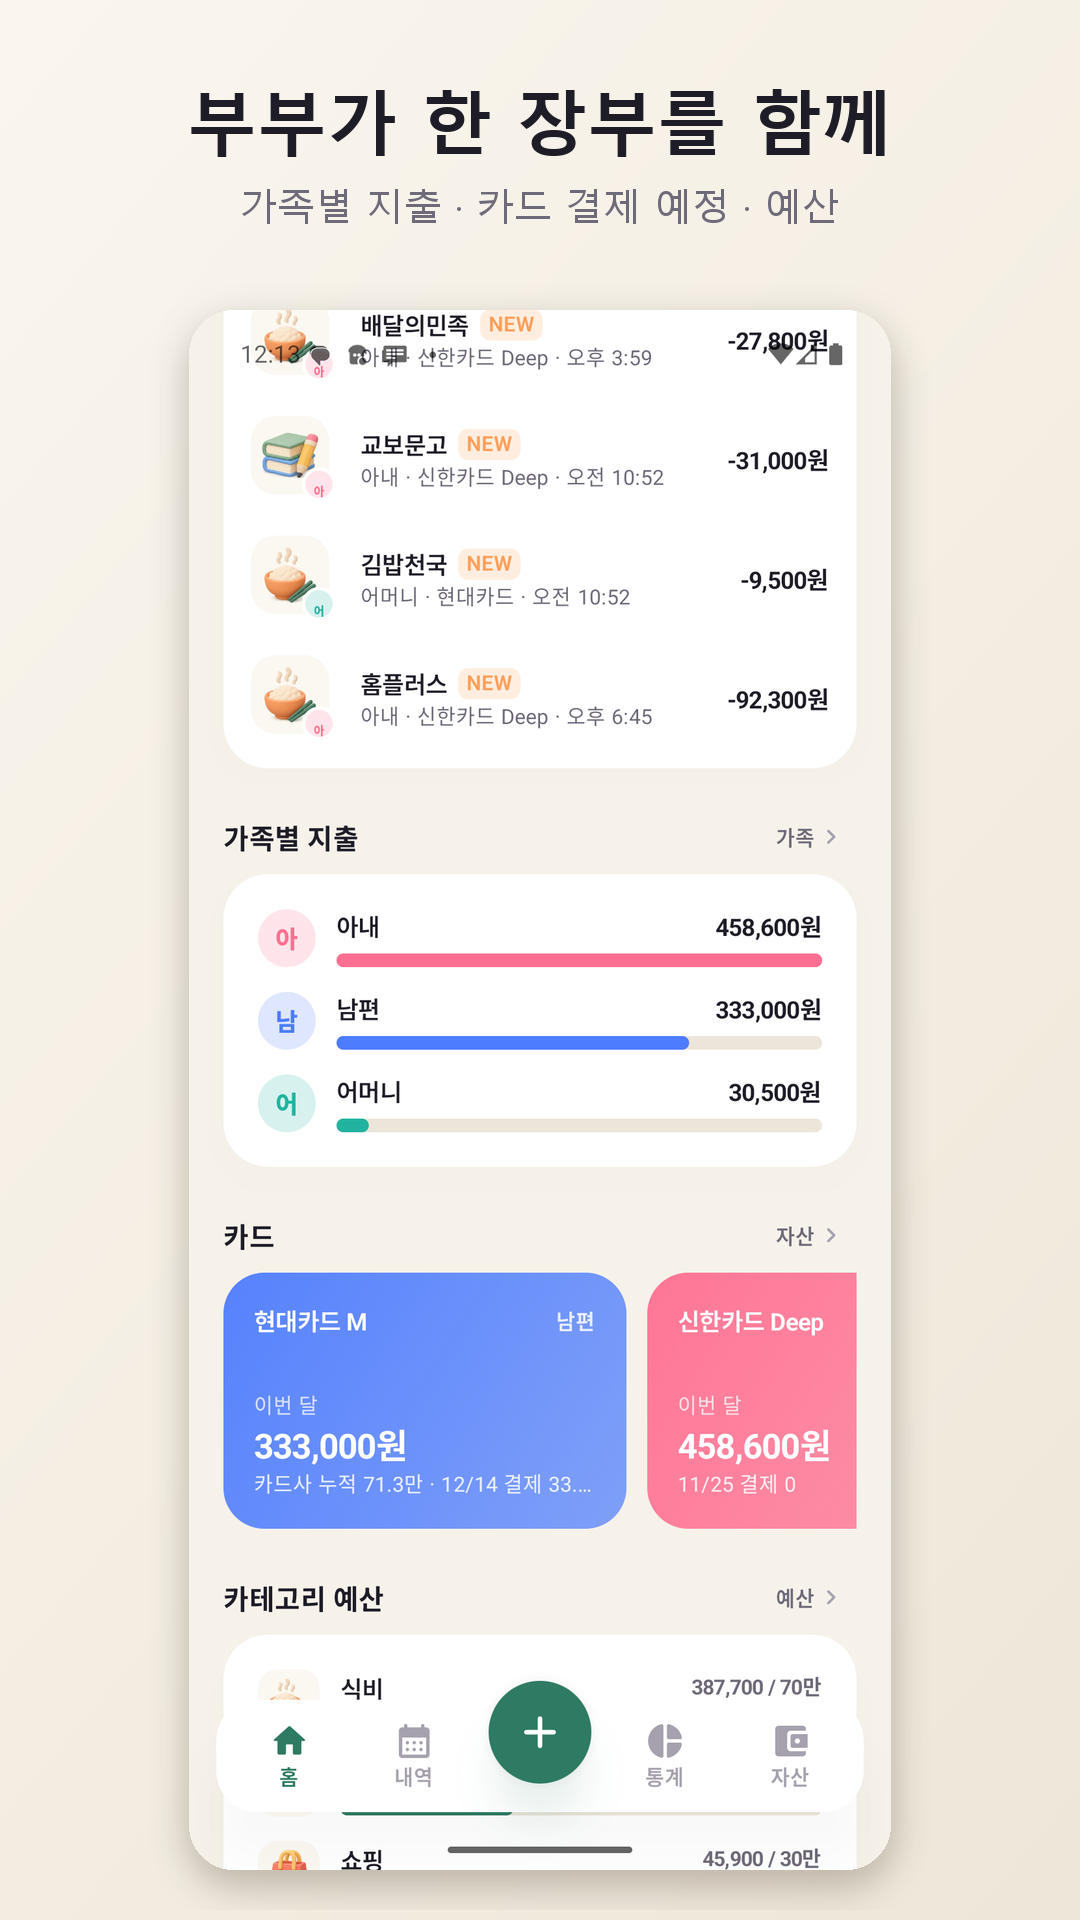 부부가 한 장부를 함께
가족별 지출 · 카드 결제 예정 · 예산
배달의민족 NEW
-27,800원
12:13
아내 · 신한카드 Deep · 오후 3:59
아
교보문고 NEW
-31,000원
아내 · 신한카드 Deep · 오전 10:52
아
김밥천국 NEW
-9,500원
어머니 · 현대카드 · 오전 10:52
어
홈플러스 NEW
-92,300원
아내 · 신한카드 Deep · 오후 6:45
아
가족별 지출
가족
아
아내
458,600원
남
남편
333,000원
어
어머니
30,500원
카드
자산
현대카드 M
남편
이번 달
333,000원
카드사 누적 71.3만 · 12/14 결제 33....
신한카드 Deep
이번 달
458,600원
11/25 결제 0
카테고리 예산
예산
식비
387,700 / 70만
홈
내역
통계
자산
쇼핑
45,900 / 30만